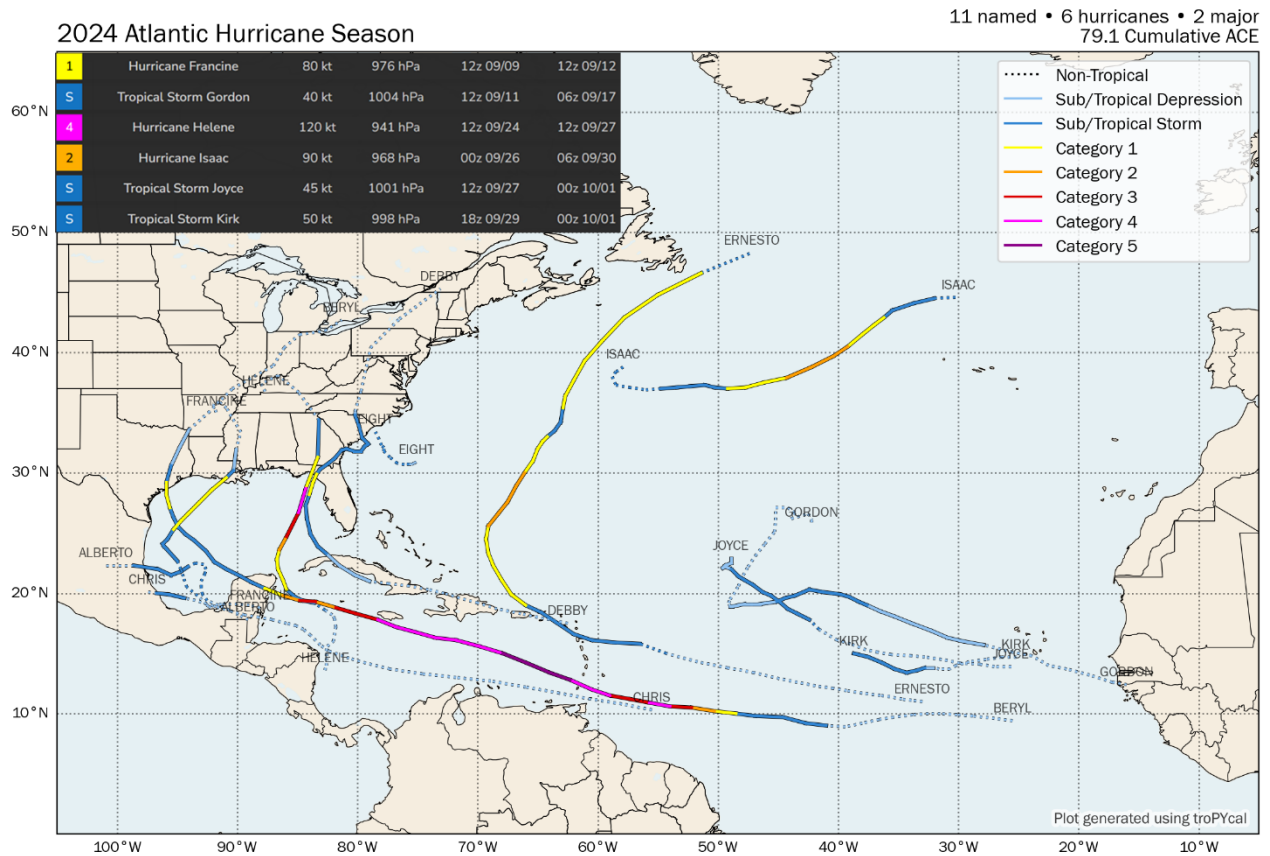 11 named • 6 hurricanes • 2 major
2024 Atlantic Hurricane Season
79.1 Cumulative ACE
1 Hurricane Francine 80 kt 976 hPa 12z 09/09 12z 09/12
S Tropical Storm Gordon 40 kt 1004 hPa 12z 09/11 06z 09/17
4 Hurricane Helene 120 kt 941 hPa 12z 09/24 12z 09/27
2 Hurricane Isaac 90 kt 968 hPa 00z 09/26 06z 09/30
S Tropical Storm Joyce 45 kt 1001 hPa 12z 09/27 00z 10/01
S Tropical Storm Kirk 50 kt 998 hPa 18z 09/29 00z 10/01
Non-Tropical
Sub/Tropical Depression
Sub/Tropical Storm
Category 1
Category 2
Category 3
Category 4
Category 5
60°N
50°N
40°N
30°N
20°N
10°N
ERNESTO
DEBBY
ISAAC
BERYL
ISAAC
HELENE
FRANCINE
EIGHT
EIGHT
GORDON
JOYCE
ALBERTO
CHRIS
FRANCINE
ALBERTO
DEBBY
KIRK
KIRK
JOYCE
HELENE
GORDON
ERNESTO
CHRIS
BERYL
Plot generated using troPYcal
100°W 90°W 80°W 70°W 60°W 50°W 40°W 30°W 20°W 10°W